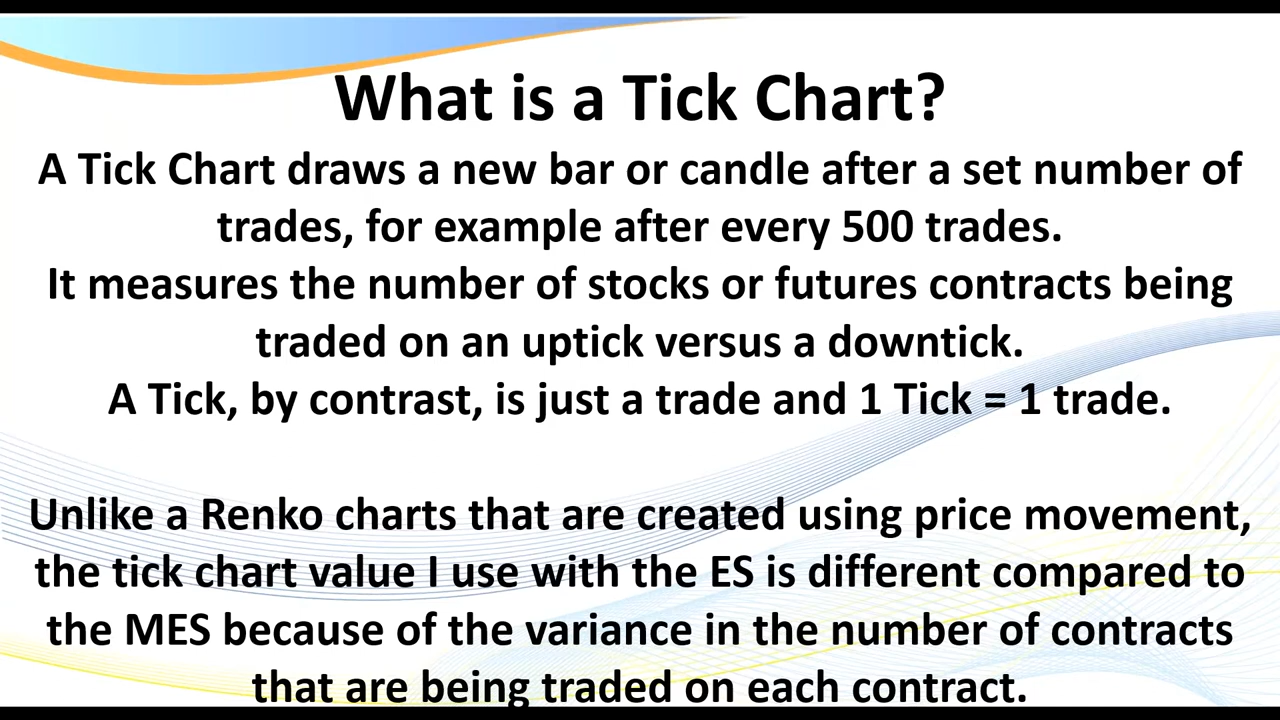 What is a Tick Chart?
A Tick Chart draws a new bar or candle after a set number of
trades, for example after every 500 trades.
It measures the number of stocks or futures contracts being
traded on an uptick versus a downtick.
A Tick, by contrast, is just a trade and 1 Tick = 1 trade.
Unlike a Renko charts that are created using price movement,
the tick chart value I use with the ES is different compared to
the MES because of the variance in the number of contracts
that are being traded on each contract.